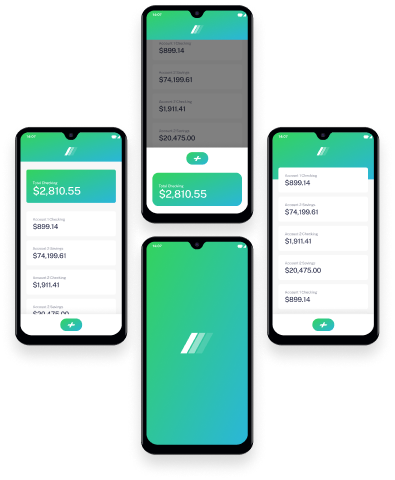 14:07
Account 1 Checking
$899.14
Account 2 Savings
$74,199.61
Account 2 Checking
$1,911.41
Account 3 Savings
$20,475.00
Total Checking
$2,810.55
14:07
Total Checking
$2,810.55
Account 1 Checking
$899.14
Account 2 Savings
$74,199.61
Account 2 Checking
$1,911.41
Account 3 Savings
$20,475.00
14:07
Account 1 Checking
$899.14
Account 2 Savings
$74,199.61
Account 2 Checking
$1,911.41
Account 3 Savings
$20,475.00
Account 1 Checking
$899.14
14:07